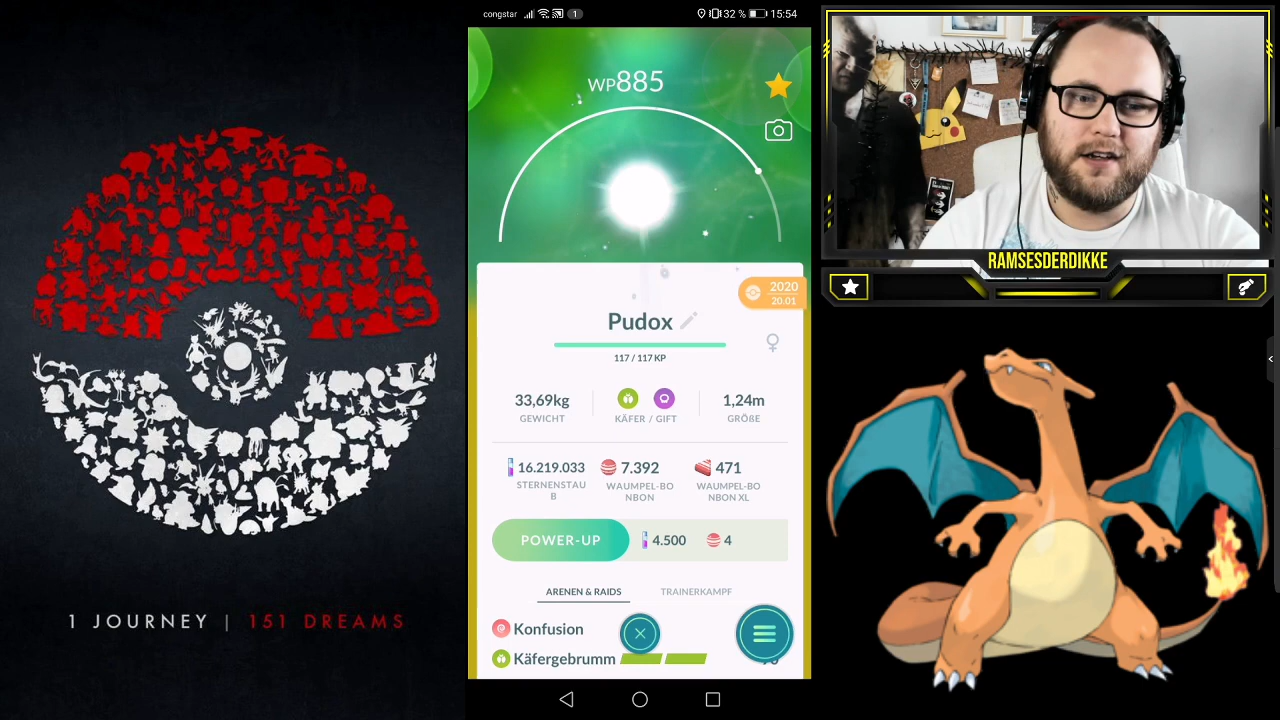 1 JOURNEY | 151 DREAMS
congstar 1 32 % 15:54
WP885
2020
20.01
Pudox
117 / 117 KP
33,69kg
GEWICHT
KÄFER / GIFT
1,24m
GRÖßE
16.219.033
STERNENSTAU
B
7.392
WAUMPEL-BO
NBON
471
WAUMPEL-BO
NBON XL
POWER-UP 4.500 4
ARENEN & RAIDS TRAINERKAMPF
Konfusion
Käfergebrumm
RAMSESDERDIKKE